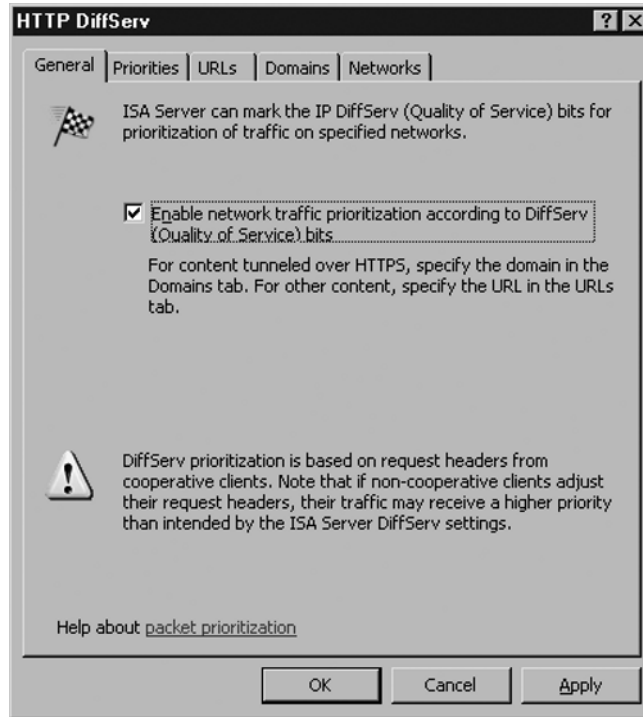 HTTP DiffServ
General Priorities URLs Domains Networks
ISA Server can mark the IP DiffServ (Quality of Service) bits for
prioritization of traffic on specified networks.
Enable network traffic prioritization according to DiffServ
(Quality of Service) bits
For content tunneled over HTTPS, specify the domain in the
Domains tab. For other content, specify the URL in the URLs
tab.
DiffServ prioritization is based on request headers from
cooperative clients. Note that if non-cooperative clients adjust
their request headers, their traffic may receive a higher priority
than intended by the ISA Server DiffServ settings.
Help about packet prioritization
OK Cancel Apply